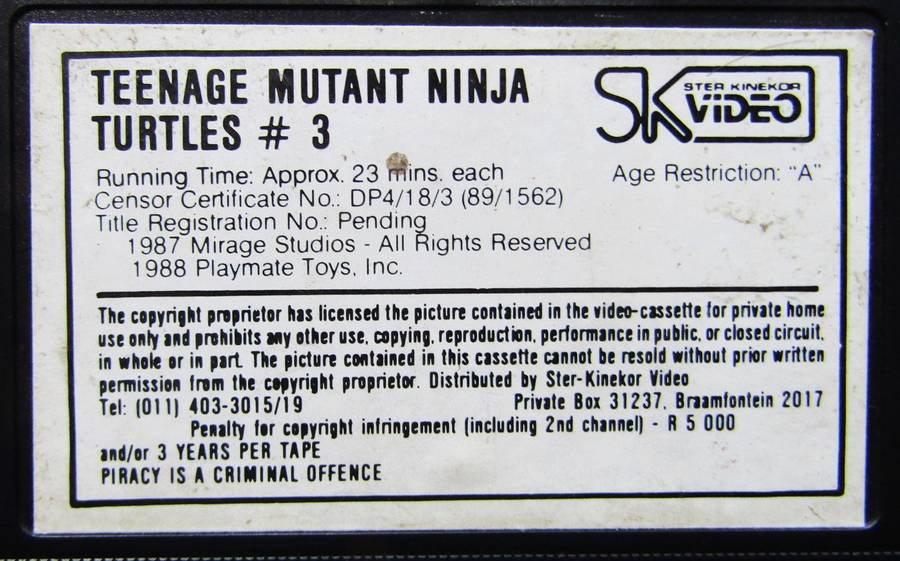 TEENAGE MUTANT NINJA
TURTLES # 3
SK STER KINEKOR
VIDEO
Running Time: Approx. 23 mins. each
Age Restriction: "A"
Censor Certificate No.: DP4/18/3 (89/1562)
Title Registration No.: Pending
1987 Mirage Studios - All Rights Reserved
1988 Playmate Toys, Inc.
The copyright proprietor has licensed the picture contained in the video-cassette for private home
use only and prohibits any other use, copying, reproduction, performance in public, or closed circuit,
in whole or in part. The picture contained in this cassette cannot be resold without prior written
permission from the copyright proprietor. Distributed by Ster-Kinekor Video
Tel: (011) 403-3015/19 Private Box 31237, Braamfontein 2017
Penalty for copyright infringement (including 2nd channel) - R 5 000
and/or 3 YEARS PER TAPE
PIRACY IS A CRIMINAL OFFENCE